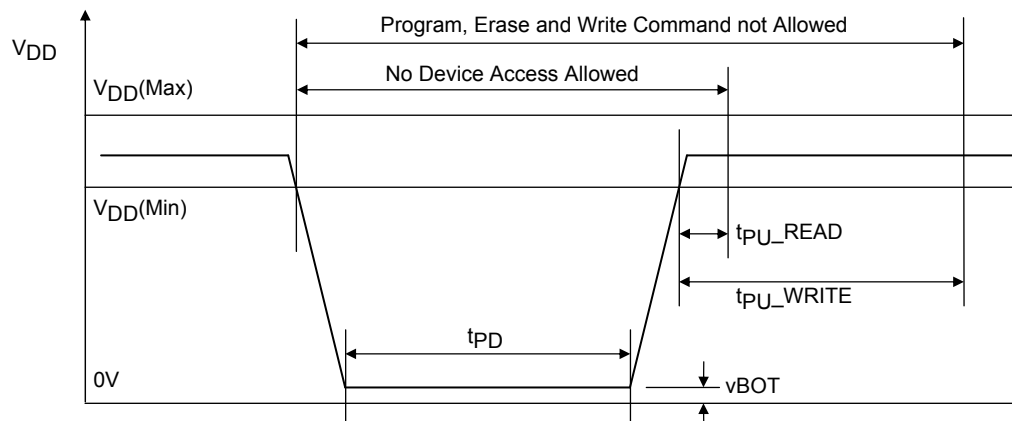 Program, Erase and Write Command not Allowed
VDD
No Device Access Allowed
VDD(Max)
VDD(Min)
tPU_READ
tPU_WRITE
tPD
0V
vBOT